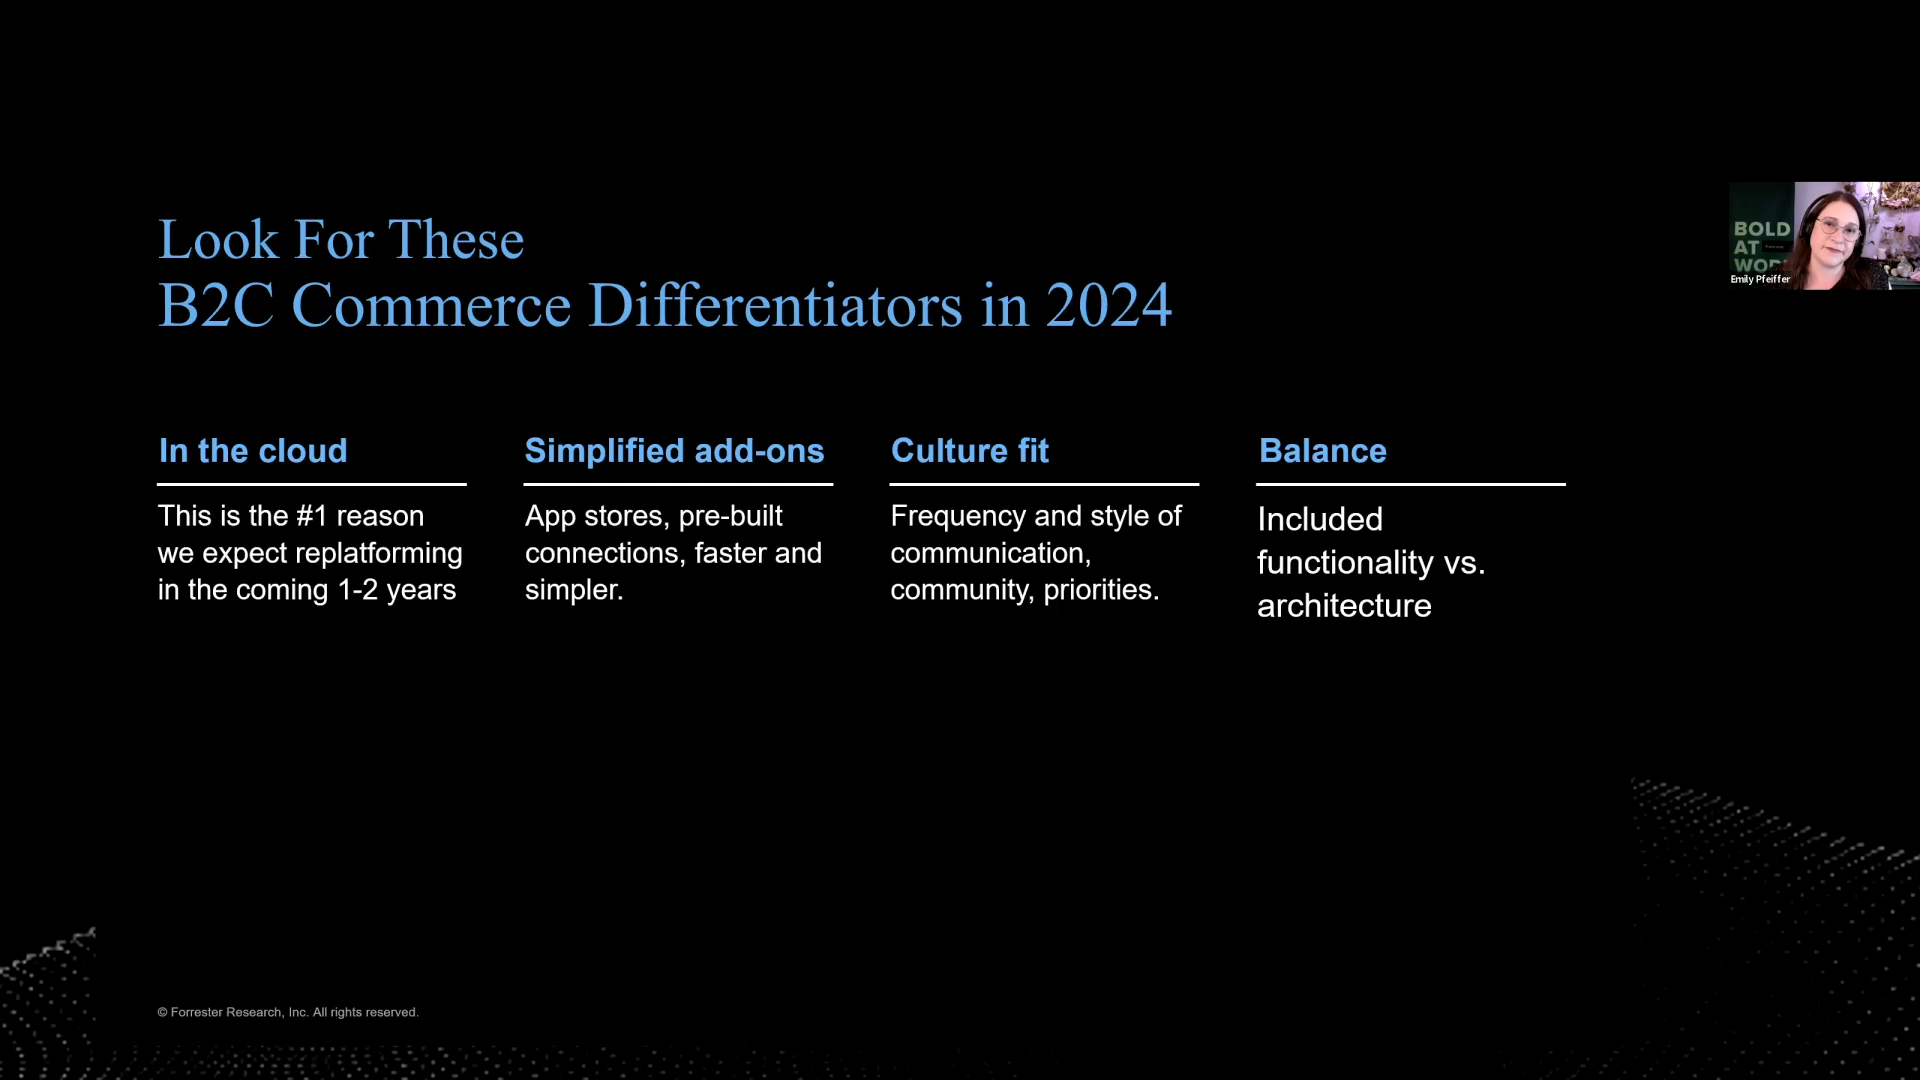 Look For These
B2C Commerce Differentiators in 2024
BOLD
AT
Emily Pfeiffer
In the cloud
This is the #1 reason
we expect replatforming
in the coming 1-2 years
Simplified add-ons
App stores, pre-built
connections, faster and
simpler.
Culture fit
Frequency and style of
communication,
community, priorities.
Balance
Included
functionality vs.
architecture
© Forrester Research, Inc. All rights reserved.